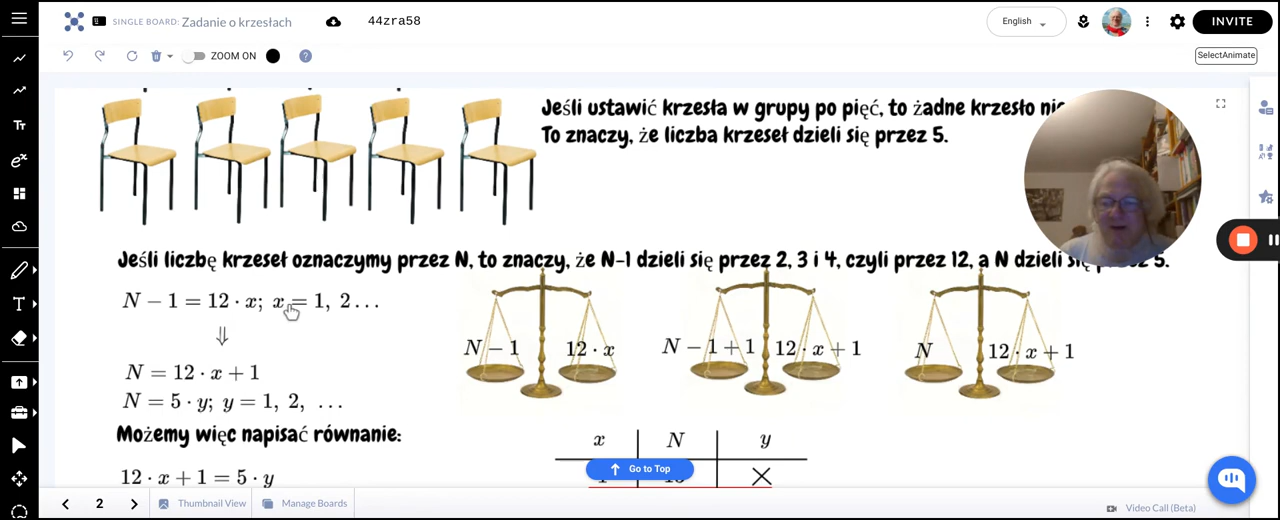 SINGLE BOARD: Zadanie o krzesłach
44zra58
English
INVITE
ZOOM ON
SelectAnimate
Jeśli ustawić krzesła w grupy po pięć, to żadne krzesło
To znaczy, że liczba krzeseł dzieli się przez 5.
Jeśli liczbę krzeseł oznaczymy przez N, to znaczy, że N-1 dzieli się przez 2, 3 i 4, czyli przez 12, a N dzieli się przez 5.
N − 1 = 12 · x; x = 1, 2 . . .
⇓
N = 12 · x + 1
N = 5 · y; y = 1, 2, . . .
N − 1 12 · x
N − 1 + 1 12 · x + 1
N 12 · x + 1
Możemy więc napisać równanie:
12 · x + 1 = 5 · y
x N y
Go to Top
2
Thumbnail View
Manage Boards
Video Call (Beta)